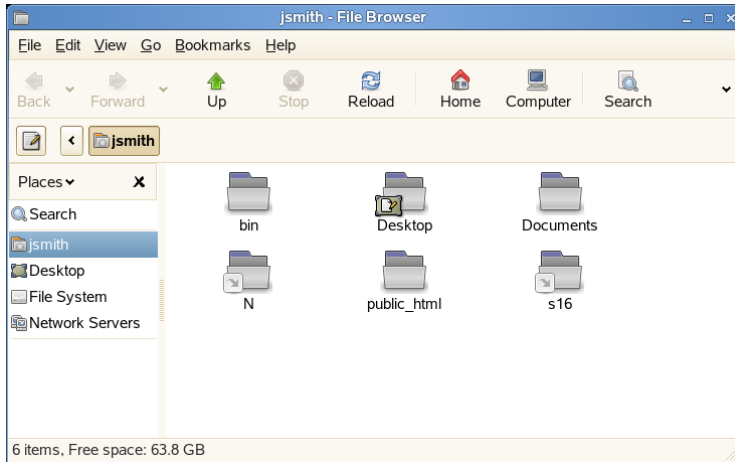 jsmith - File Browser
File Edit View Go Bookmarks Help
Back Forward Up Stop Reload Home Computer Search
jsmith
Places
Search
jsmith
Desktop
File System
Network Servers
bin Desktop Documents
N public_html s16
6 items, Free space: 63.8 GB